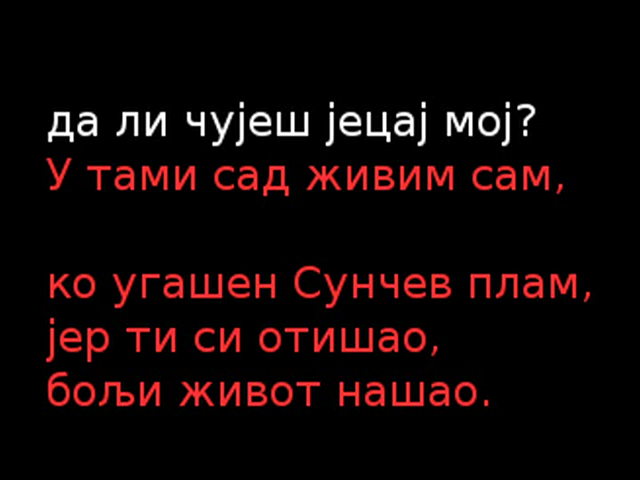 да ли чујеш јецај мој?
У тами сад живим сам,
ко угашен Сунчев плам,
јер ти си отишао,
бољи живот нашао.